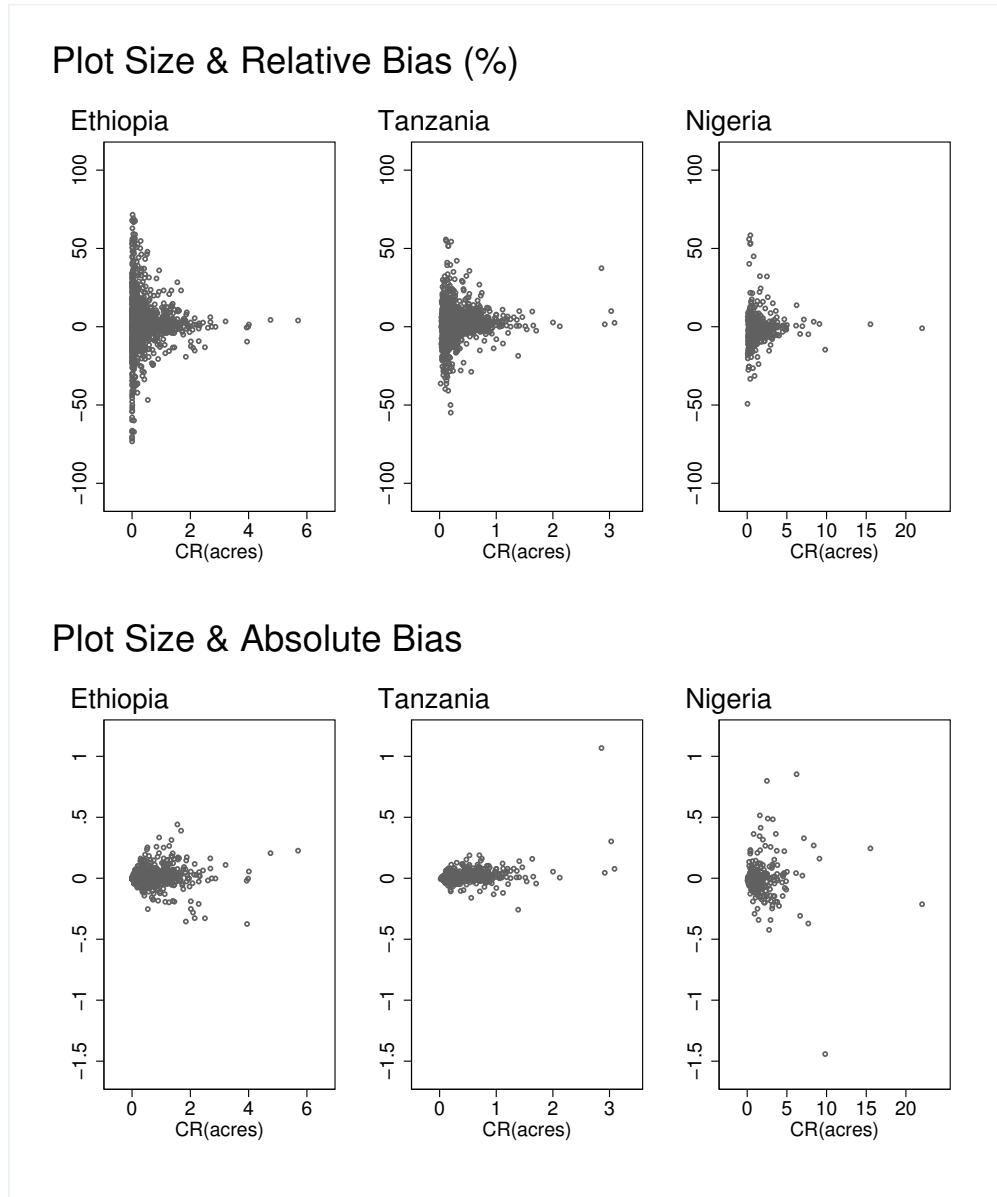 Plot Size & Relative Bias (%)
Ethiopia Tanzania Nigeria
100 100 100
50 50 50
0 0 0
−50 −50 −50
−100 −100 −100
0 2 4 6 0 1 2 3 0 5 10 15 20
CR(acres) CR(acres) CR(acres)
Plot Size & Absolute Bias
Ethiopia Tanzania Nigeria
1 1 1
.5 .5 .5
0 0 0
−.5 −.5 −.5
−1 −1 −1
−1.5 −1.5 −1.5
0 2 4 6 0 1 2 3 0 5 10 15 20
CR(acres) CR(acres) CR(acres)